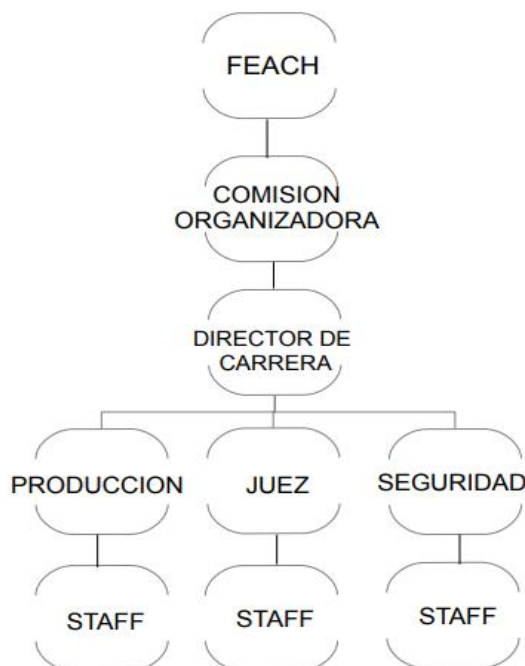 FEACH
COMISION
ORGANIZADORA
DIRECTOR DE
CARRERA
PRODUCCION
JUEZ
SEGURIDAD
STAFF
STAFF
STAFF